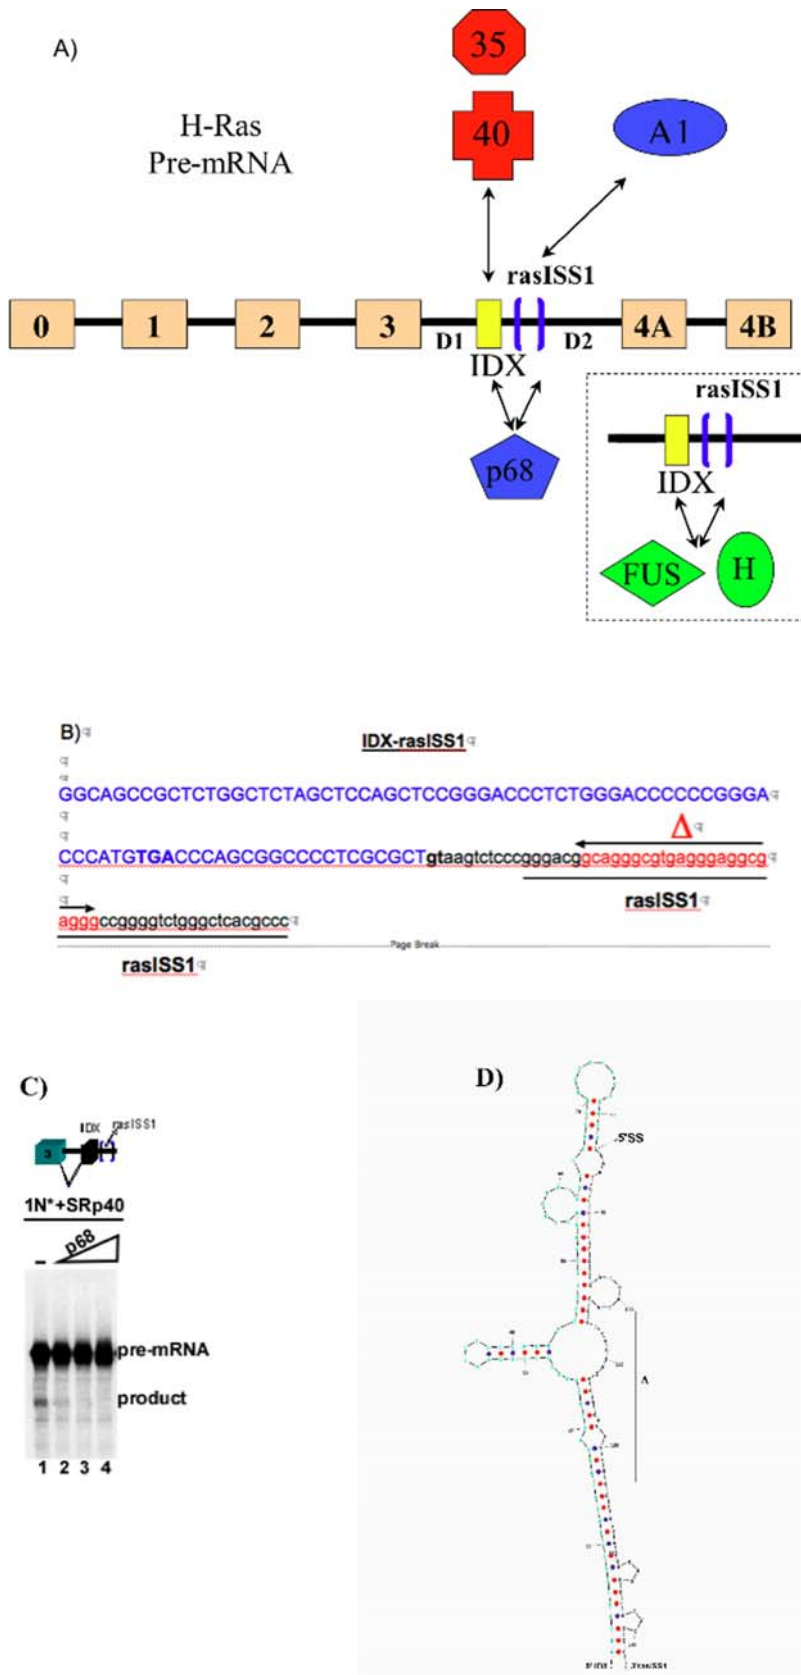 A)
35
40
A1
H-Ras
Pre-mRNA
rasISS1
0
1
2
3
D1
IDX
D2
4A
4B
p68
rasISS1
IDX
FUS
H
B)
IDX-rasISS1
GGCAGCCGCTCTGGCTCTAGCTCCAGCTCCGGGACCCTCTGGGACCCCCCCGGGA
Δ
CCCATGTGACCCAGCGGCCCCTCGCGCTgtaagtctcccgggacggcagggcgtgagggaggcg
rasISS1
agggccggggtctgggctcacgccc
Page Break
rasISS1
C)
IDX
rasISS1
3
1N*+SRp40
p68
–
pre-mRNA
product
1 2 3 4
D)
5'SS
Δ